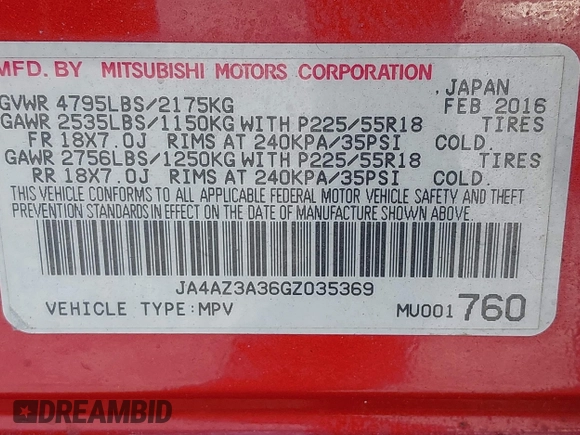 MFD. BY MITSUBISHI MOTORS CORPORATION
, JAPAN
GVWR 4795LBS/2175KG FEB 2016
GAWR 2535LBS/1150KG WITH P225/55R18 TIRES
FR 18X7.0J RIMS AT 240KPA/35PSI COLD.
GAWR 2756LBS/1250KG WITH P225/55R18 TIRES
RR 18X7.0J RIMS AT 240KPA/35PSI COLD.
THIS VEHICLE CONFORMS TO ALL APPLICABLE FEDERAL MOTOR VEHICLE SAFETY AND THEFT
PREVENTION STANDARDS IN EFFECT ON THE DATE OF MANUFACTURE SHOWN ABOVE.
JA4AZ3A36GZ035369
VEHICLE TYPE:MPV MU001760
DREAMBID